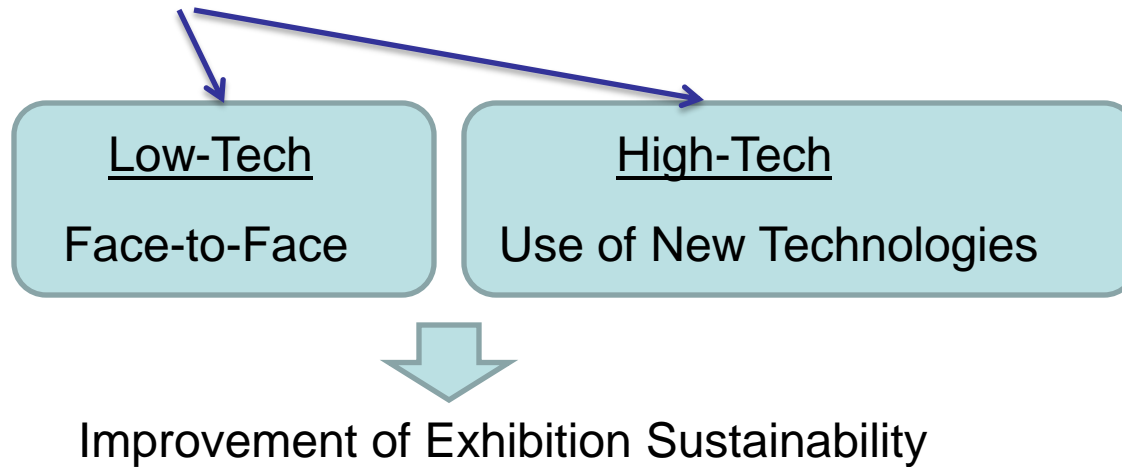 Low-Tech
Face-to-Face
High-Tech
Use of New Technologies
Improvement of Exhibition Sustainability